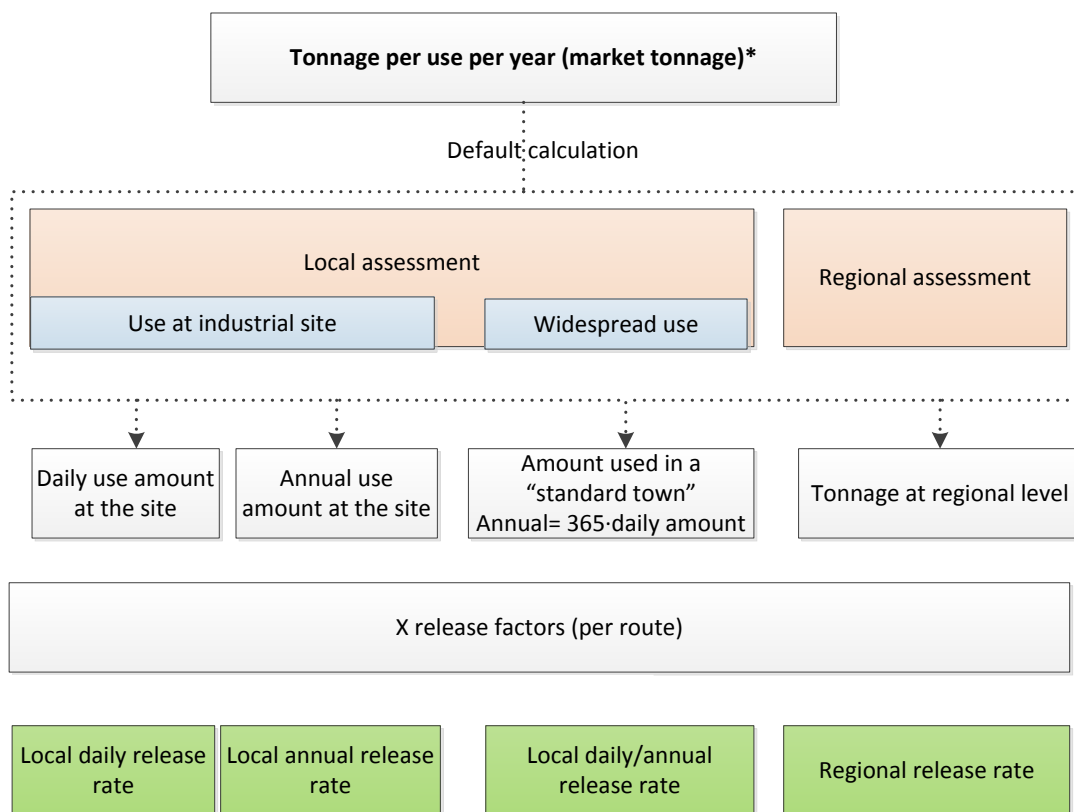 Tonnage per use per year (market tonnage)*
Default calculation
Local assessment
Regional assessment
Use at industrial site
Widespread use
Daily use amount
at the site
Annual use
amount at the site
Amount used in a
“standard town”
Annual= 365·daily amount
Tonnage at regional level
X release factors (per route)
Local daily release
rate
Local annual release
rate
Local daily/annual
release rate
Regional release rate